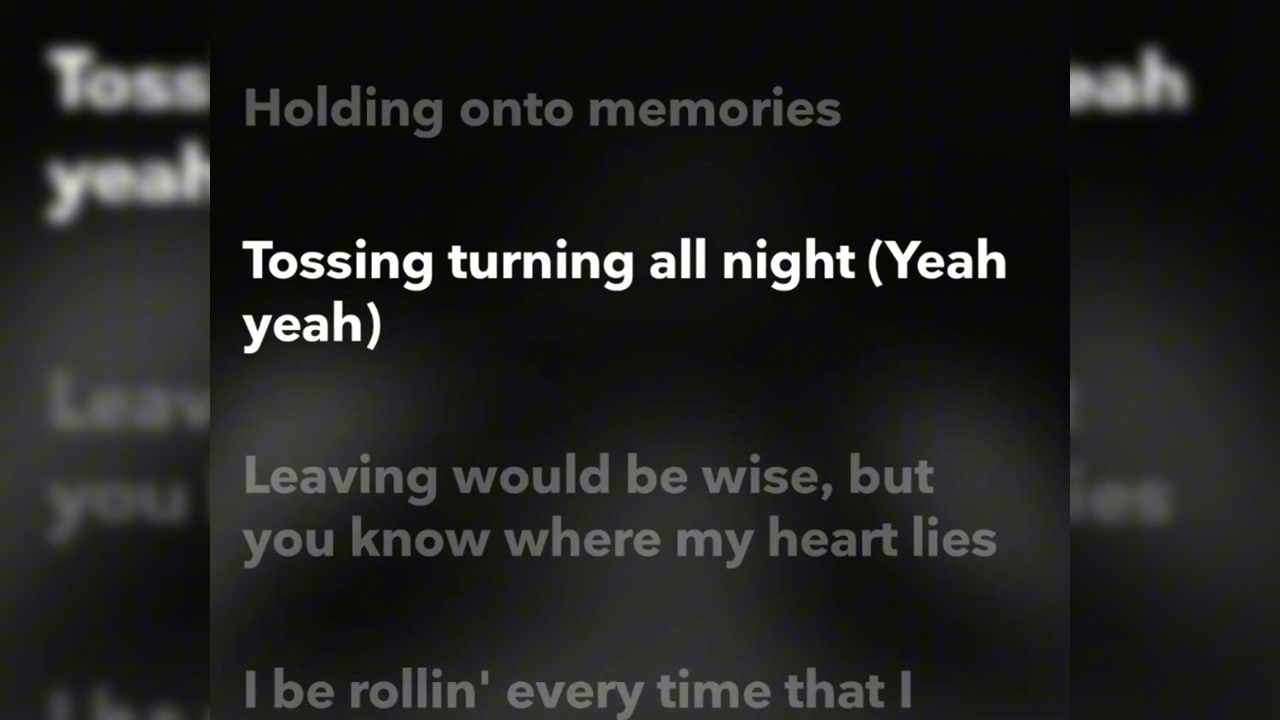 Holding onto memories
Tossing turning all night (Yeah
yeah)
Leaving would be wise, but
you know where my heart lies
I be rollin' every time that I